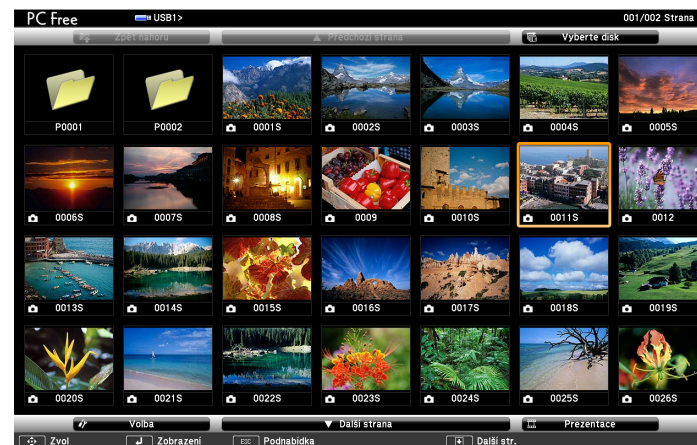 PC Free USB1> 001/002 Strana
Zpět nahoru Předchozí strana Vyberte disk
P0001 P0002 0001S 0002S 0003S 0004S 0005S
0006S 0007S 0008S 0009 0010S 0011S 0012
0013S 0014S 0015S 0016S 0017S 0018S 0019S
0020S 0021S 0022S 0023S 0024S 0025S 0026S
Volba Další strana Prezentace
Zvol Zobrazení ESC Podnabídka Další str.